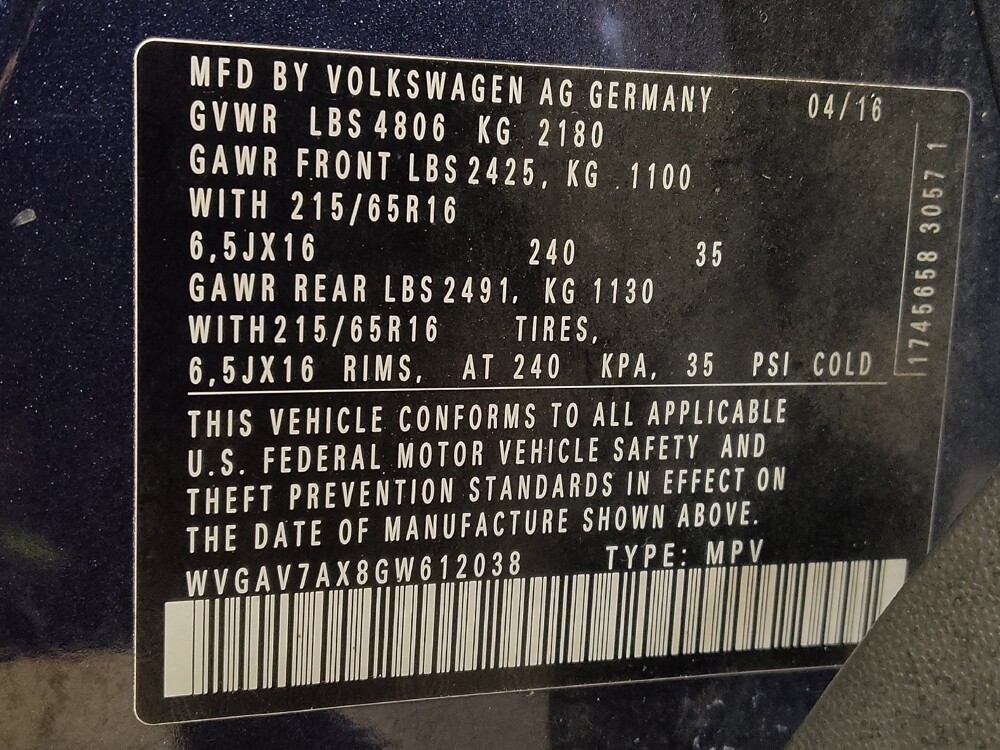 MFD BY VOLKSWAGEN AG GERMANY 04/16
GVWR LBS 4806 KG 2180
GAWR FRONT LBS 2425, KG 1100
WITH 215/65R16
6,5JX16 240 35
GAWR REAR LBS 2491, KG 1130
WITH 215/65R16 TIRES,
6,5JX16 RIMS, AT 240 KPA, 35 PSI COLD
THIS VEHICLE CONFORMS TO ALL APPLICABLE
U.S. FEDERAL MOTOR VEHICLE SAFETY AND
THEFT PREVENTION STANDARDS IN EFFECT ON
THE DATE OF MANUFACTURE SHOWN ABOVE.
WVGAV7AX8GW612038 TYPE: MPV
1745658 3057 1